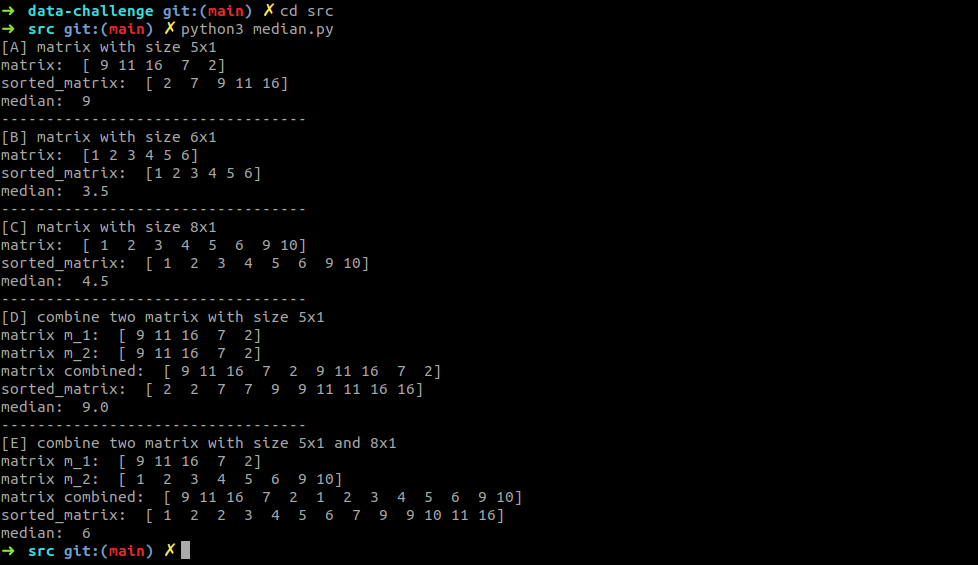 ➜  data-challenge git:(main) ✗ cd src
➜  src git:(main) ✗ python3 median.py
[A] matrix with size 5x1
matrix:  [ 9 11 16  7  2]
sorted_matrix:  [ 2  7  9 11 16]
median:  9
----------------------------------
[B] matrix with size 6x1
matrix:  [1 2 3 4 5 6]
sorted_matrix:  [1 2 3 4 5 6]
median:  3.5
----------------------------------
[C] matrix with size 8x1
matrix:  [ 1  2  3  4  5  6  9 10]
sorted_matrix:  [ 1  2  3  4  5  6  9 10]
median:  4.5
----------------------------------
[D] combine two matrix with size 5x1
matrix m_1:  [ 9 11 16  7  2]
matrix m_2:  [ 9 11 16  7  2]
matrix combined:  [ 9 11 16  7  2  9 11 16  7  2]
sorted_matrix:  [ 2  2  7  7  9  9 11 11 16 16]
median:  9.0
----------------------------------
[E] combine two matrix with size 5x1 and 8x1
matrix m_1:  [ 9 11 16  7  2]
matrix m_2:  [ 1  2  3  4  5  6  9 10]
matrix combined:  [ 9 11 16  7  2  1  2  3  4  5  6  9 10]
sorted_matrix:  [ 1  2  2  3  4  5  6  7  9  9 10 11 16]
median:  6
➜  src git:(main) ✗